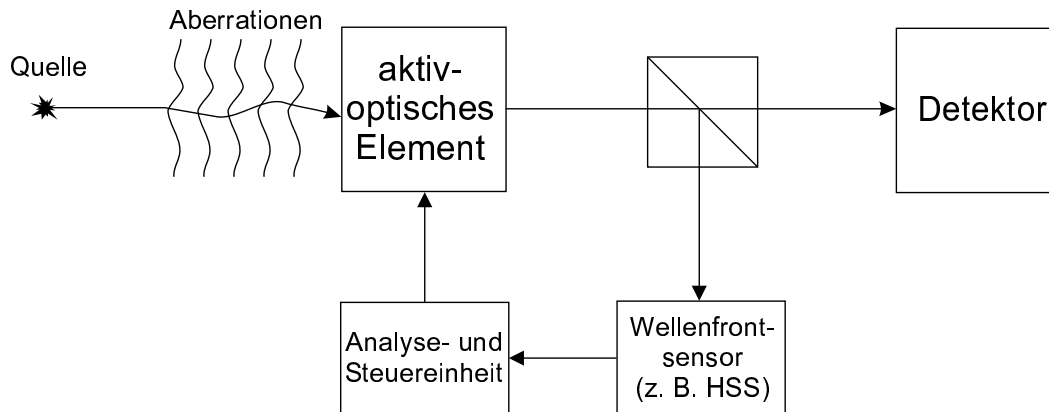 Aberrationen
Quelle
aktiv-
optisches
Element
Detektor
Analyse- und
Steuereinheit
Wellenfront-
sensor
(z. B. HSS)